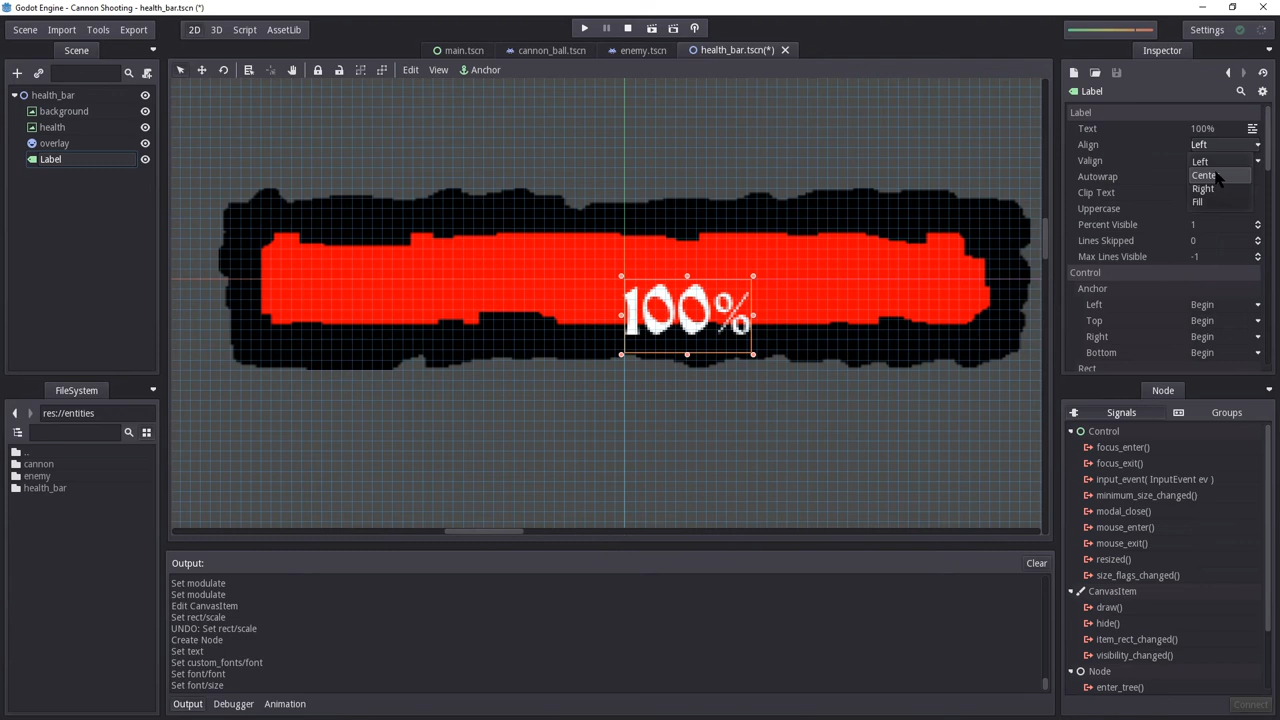 Godot Engine - Cannon Shooting - health_bar.tscn (*)
Scene Import Tools Export
2D 3D Script AssetLib
Settings
Scene
main.tscn cannon_ball.tscn enemy.tscn health_bar.tscn(*)
Inspector
Edit View Anchor
health_bar
background
health
overlay
Label
100%
Label
Label
Text 100%
Align Left
Valign Left
Autowrap Cente
Right
Clip Text
Fill
Uppercase
Percent Visible 1
Lines Skipped 0
Max Lines Visible -1
Control
Anchor
Left Begin
Top Begin
Right Begin
Bottom Begin
Rect
FileSystem
res://entities
..
cannon
enemy
health_bar
Node
Signals Groups
Control
focus_enter()
focus_exit()
input_event( InputEvent ev )
minimum_size_changed()
modal_close()
mouse_enter()
mouse_exit()
resized()
size_flags_changed()
CanvasItem
draw()
hide()
item_rect_changed()
visibility_changed()
Node
enter_tree()
Connect
Output: Clear
Set modulate
Set modulate
Edit CanvasItem
Set rect/scale
UNDO: Set rect/scale
Create Node
Set text
Set custom_fonts/font
Set font/font
Set font/size
Output Debugger Animation